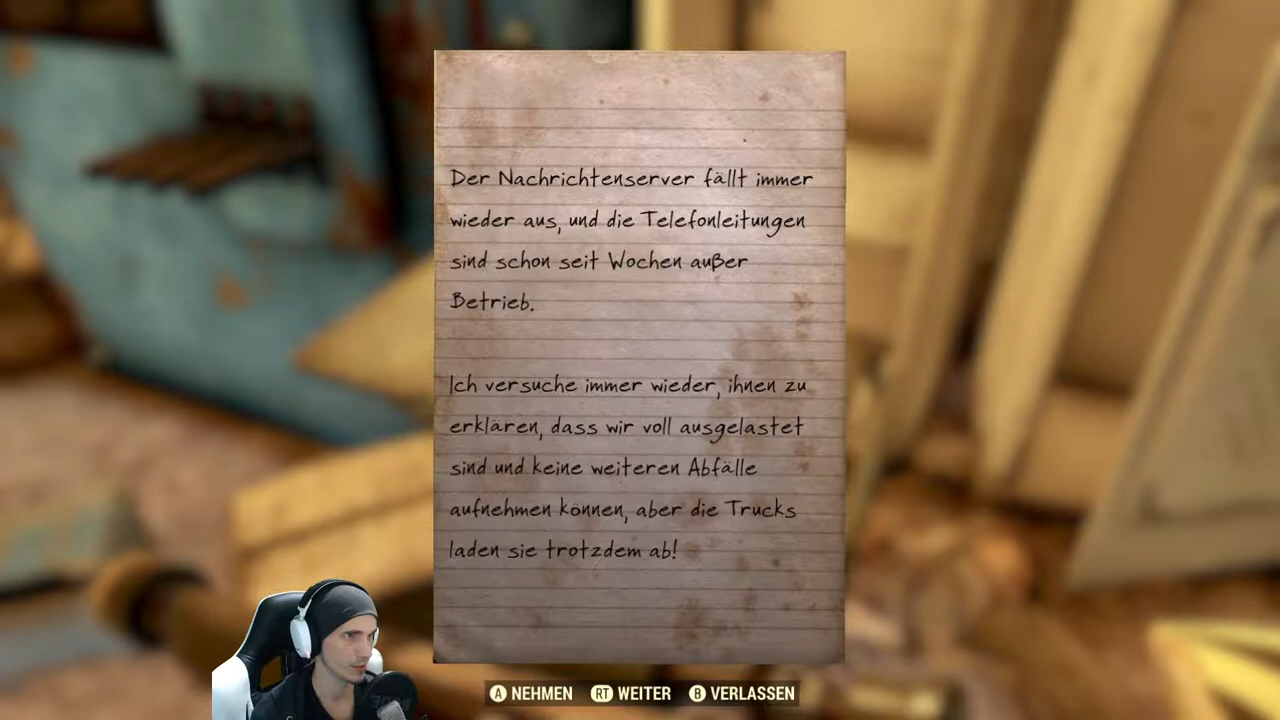 Der Nachrichtenserver fällt immer
wieder aus, und die Telefonleitungen
sind schon seit Wochen außer
Betrieb.
Ich versuche immer wieder, ihnen zu
erklären, dass wir voll ausgelastet
sind und keine weiteren Abfälle
aufnehmen können, aber die Trucks
laden sie trotzdem ab!
A NEHMEN RT WEITER B VERLASSEN